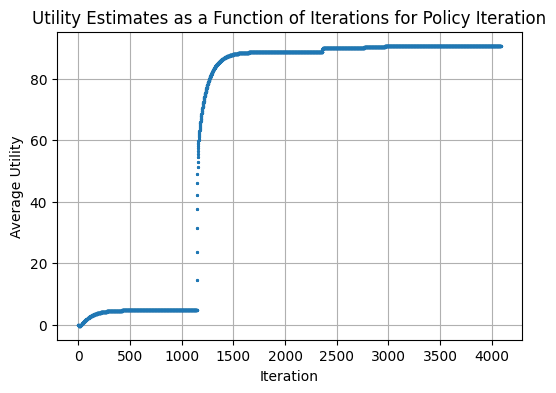 Utility Estimates as a Function of Iterations for Policy Iteration
80
60
40
20
0
Average Utility
0 500 1000 1500 2000 2500 3000 3500 4000
Iteration